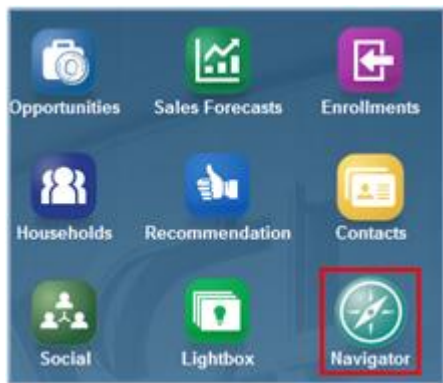 Opportunities Sales Forecasts Enrollments
Households Recommendation Contacts
Social Lightbox Navigator